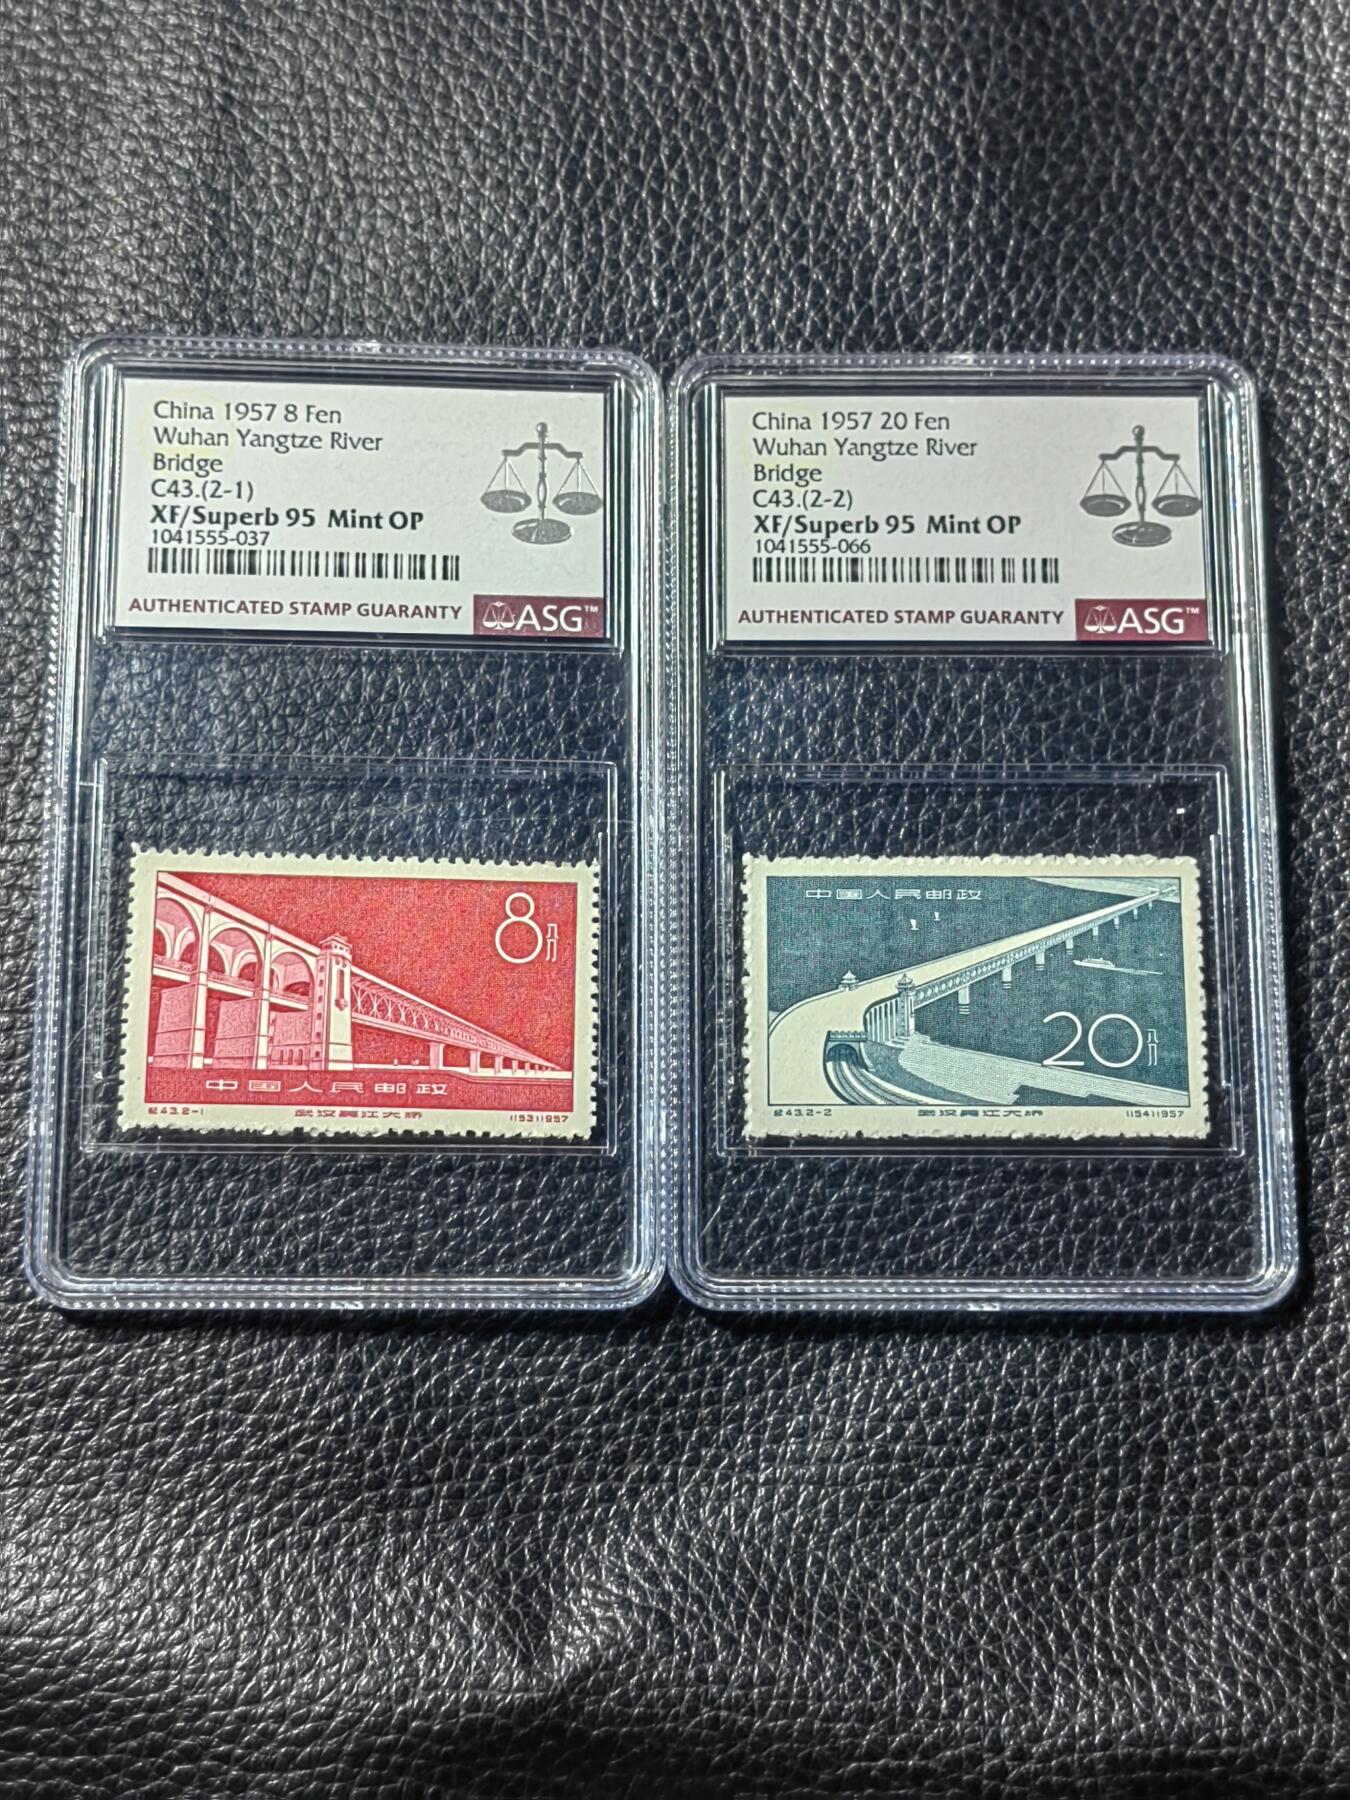 China 1957 8 Fen
Wuhan Yangtze River
Bridge
C43.(2-1)
XF/Superb 95 Mint OP
1041555-037
AUTHENTICATED STAMP GUARANTY
ASG™
8分
中国人民邮政
纪43.2-1 武汉長江大桥 (153)1957
China 1957 20 Fen
Wuhan Yangtze River
Bridge
C43.(2-2)
XF/Superb 95 Mint OP
1041555-066
AUTHENTICATED STAMP GUARANTY
ASG™
中国人民邮政
20分
纪43.2-2 武汉長江大桥 (154)1957